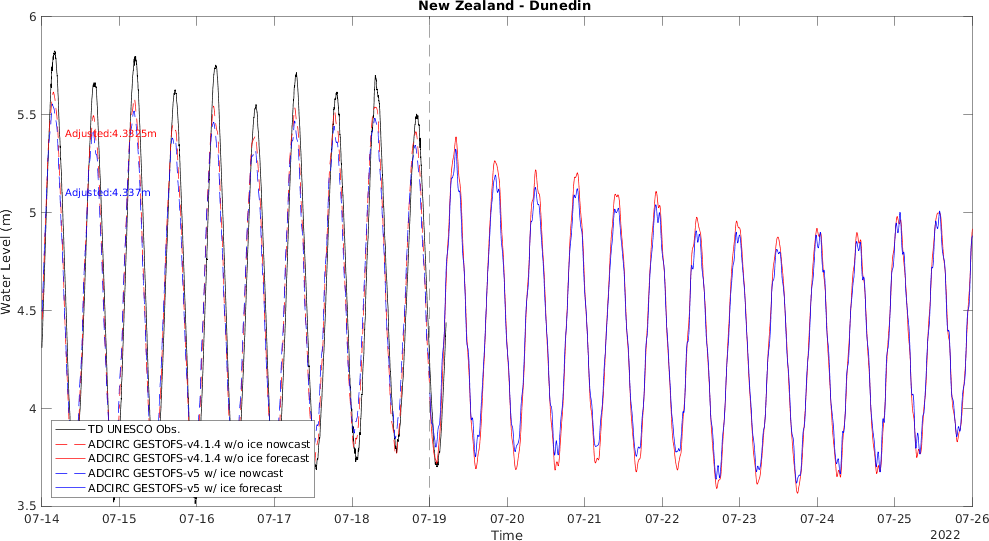 New Zealand - Dunedin
6
5.5
5
4.5
4
3.5
Water Level (m)
Adjusted:4.3325m
Adjusted:4.337m
TD UNESCO Obs.
ADCIRC GESTOFS-v4.1.4 w/o ice nowcast
ADCIRC GESTOFS-v4.1.4 w/o ice forecast
ADCIRC GESTOFS-v5 w/ ice nowcast
ADCIRC GESTOFS-v5 w/ ice forecast
07-14 07-15 07-16 07-17 07-18 07-19 07-20 07-21 07-22 07-23 07-24 07-25 07-26
Time
2022